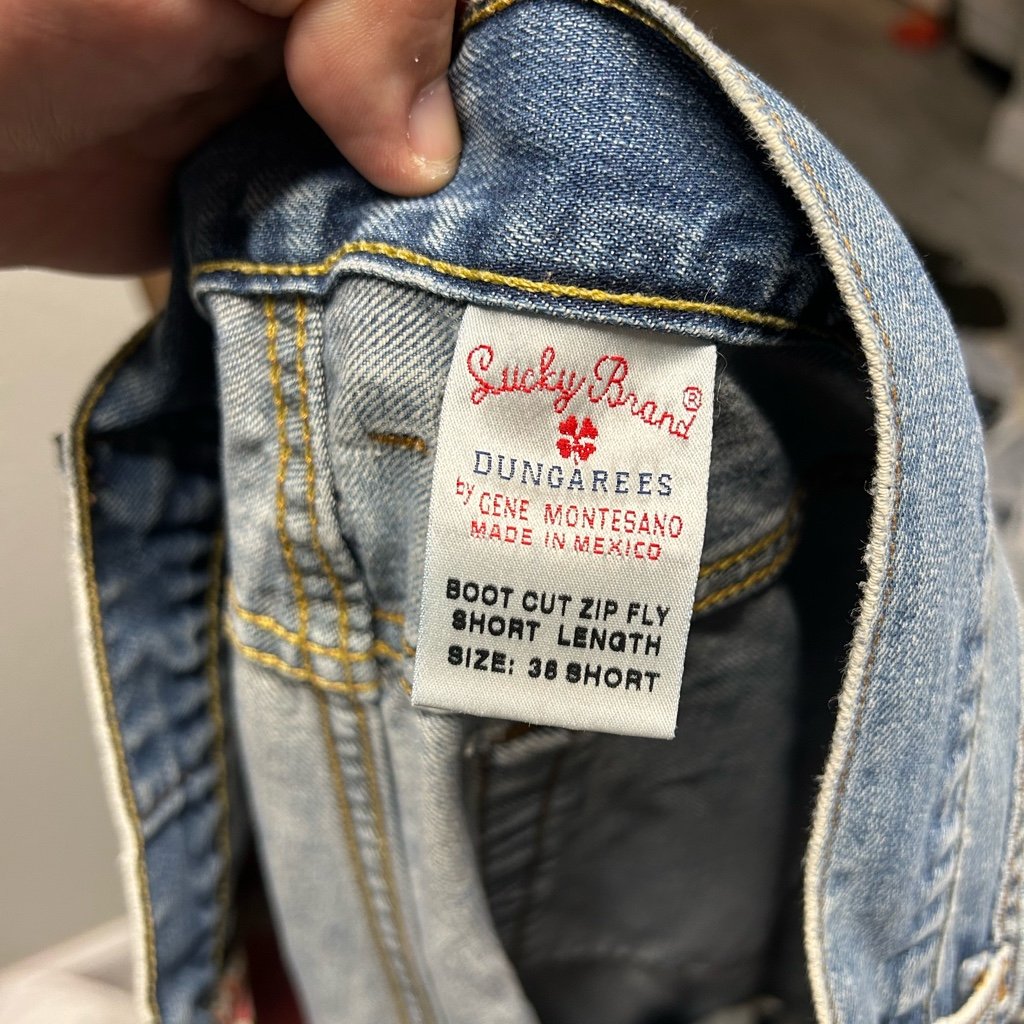 Lucky Brand®
DUNGAREES
by GENE MONTESANO
MADE IN MEXICO
BOOT CUT ZIP FLY
SHORT LENGTH
SIZE: 38 SHORT